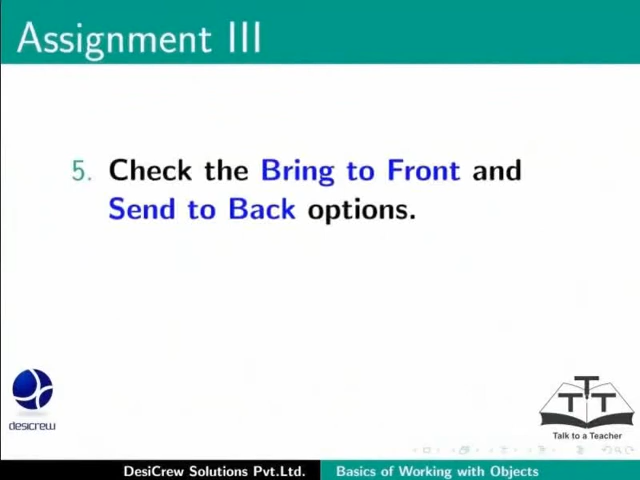 Assignment III
5. Check the Bring to Front and
Send to Back options.
desicrew
TTT
Talk to a Teacher
DesiCrew Solutions Pvt.Ltd. Basics of Working with Objects